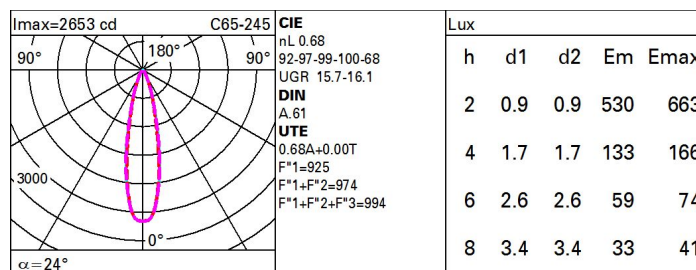 Imax=2653 cd C65-245
90° 180° 90°
3000
0°
α=24°
CIE
nL 0.68
92-97-99-100-68
UGR 15.7-16.1
DIN
A.61
UTE
0.68A+0.00T
F"1=925
F"1+F"2=974
F"1+F"2+F"3=994
Lux
h d1 d2 Em Emax
2 0.9 0.9 530 663
4 1.7 1.7 133 166
6 2.6 2.6 59 74
8 3.4 3.4 33 41